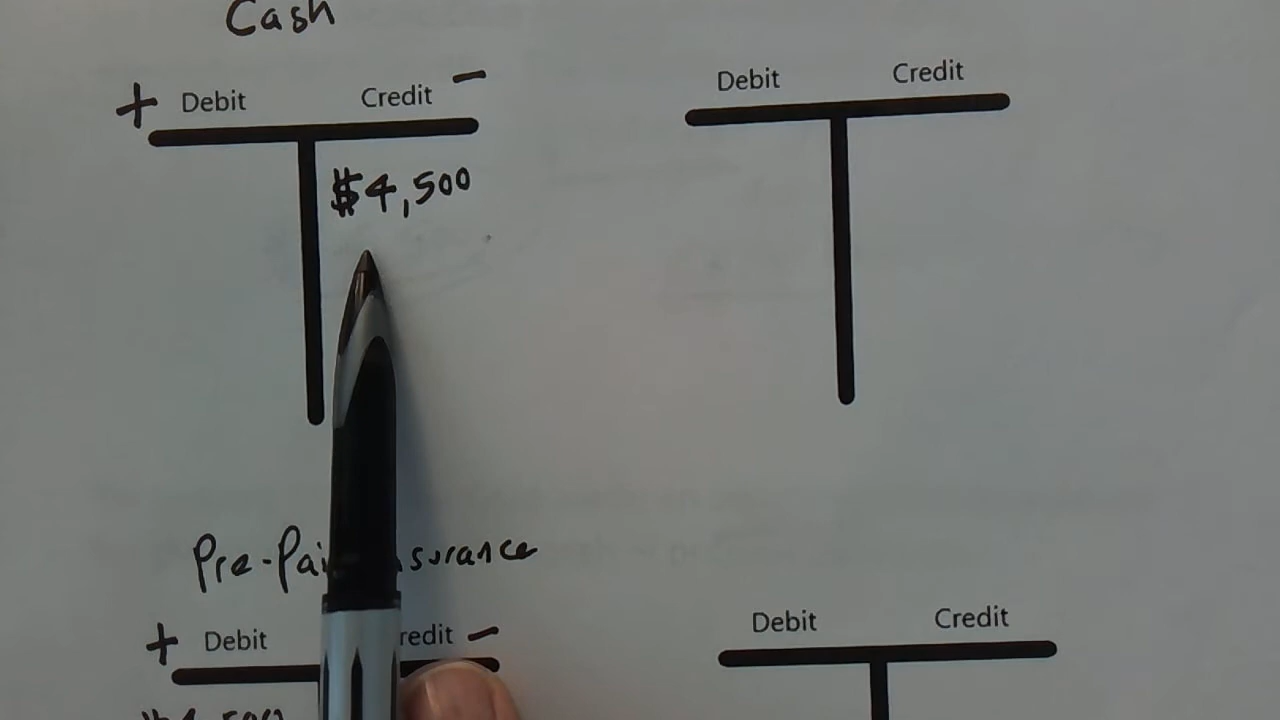 Cash
+ Debit Credit -
$4,500
Debit Credit
Pre-Pai surance
+ Debit redit -
Debit Credit